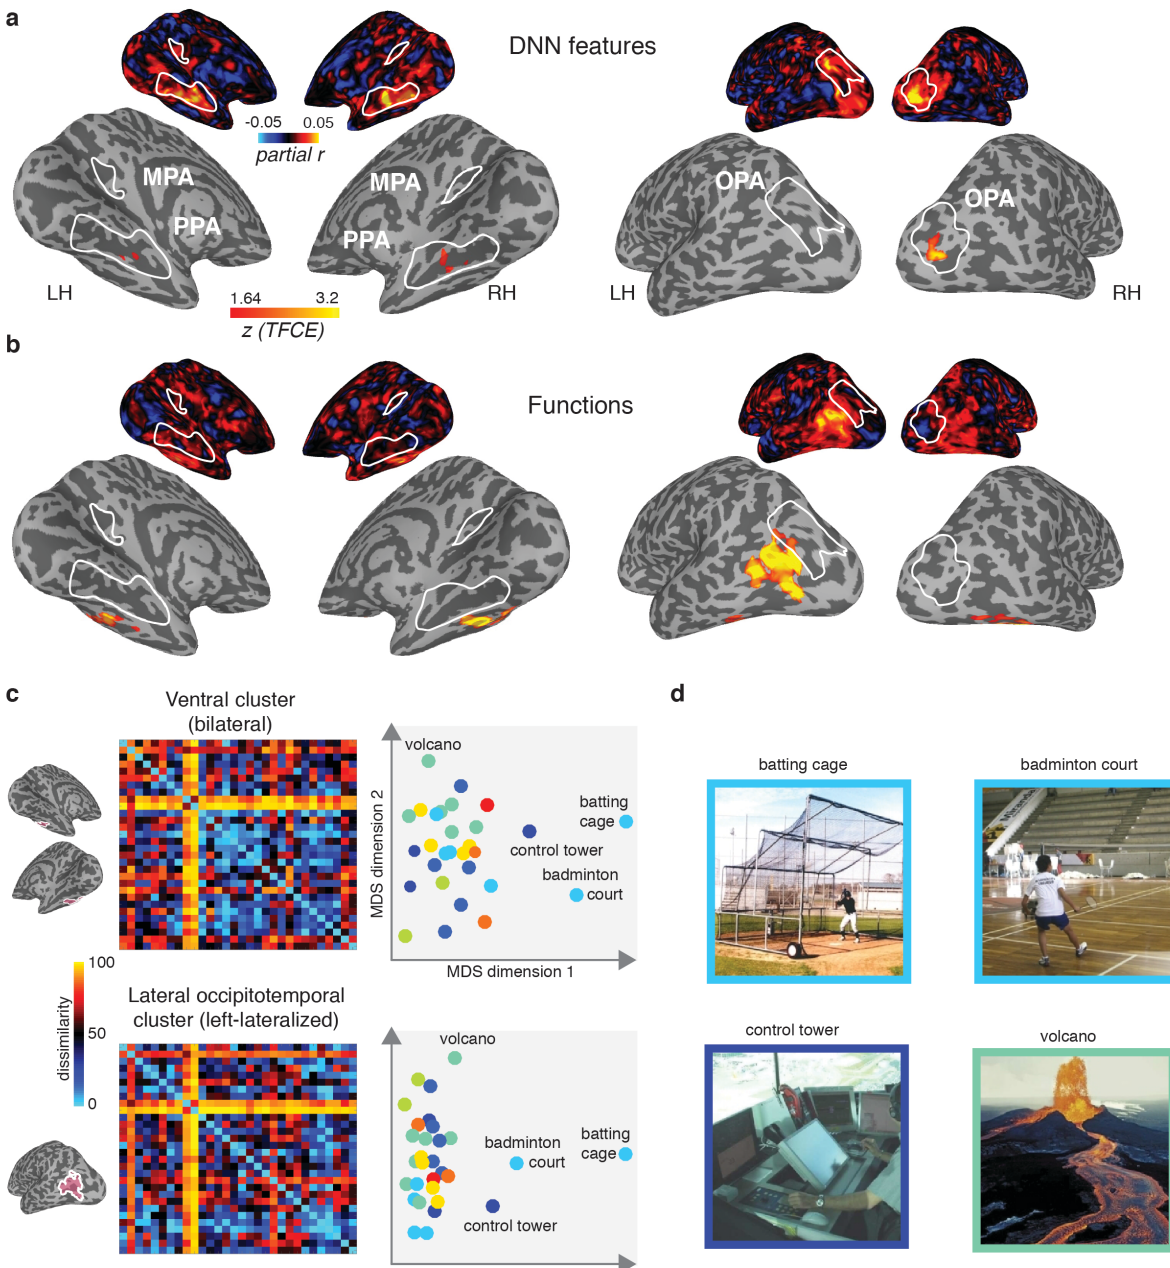 a
DNN features
-0.05 0.05
partial r
MPA
PPA
MPA
PPA
OPA
OPA
LH
RH
LH
RH
1.64 3.2
z (TFCE)
b
Functions
c
Ventral cluster
(bilateral)
volcano
batting
cage
control tower
badminton
court
MDS dimension 2
MDS dimension 1
100
50
0
dissimilarity
Lateral occipitotemporal
cluster (left-lateralized)
volcano
badminton
court
batting
cage
control tower
d
batting cage
badminton court
control tower
volcano